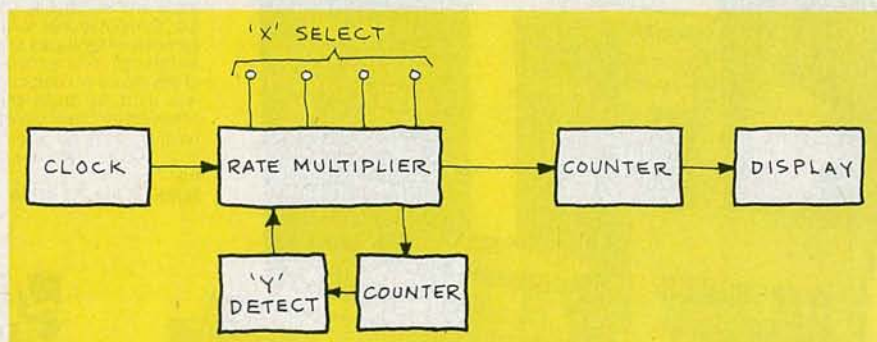 'X' SELECT
CLOCK
RATE MULTIPLIER
COUNTER
DISPLAY
'Y'
DETECT
COUNTER